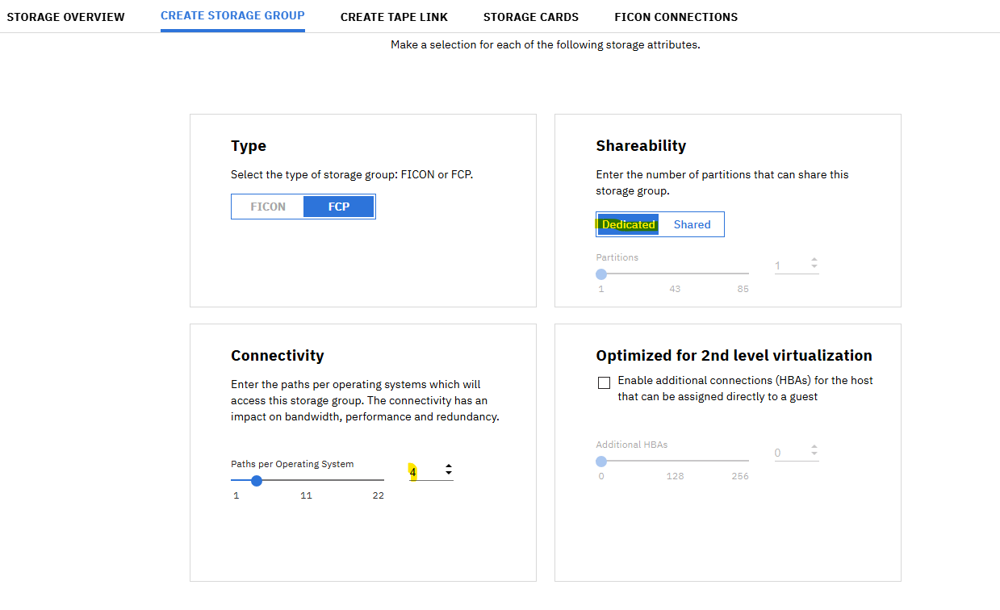 STORAGE OVERVIEW CREATE STORAGE GROUP CREATE TAPE LINK STORAGE CARDS FICON CONNECTIONS
Make a selection for each of the following storage attributes.
Type
Select the type of storage group: FICON or FCP.
FICON FCP
Shareability
Enter the number of partitions that can share this
storage group.
Dedicated Shared
Partitions
1
1 43 85
Connectivity
Enter the paths per operating systems which will
access this storage group. The connectivity has an
impact on bandwidth, performance and redundancy.
Paths per Operating System
4
1 11 22
Optimized for 2nd level virtualization
Enable additional connections (HBAs) for the host
that can be assigned directly to a guest
Additional HBAs
0
0 128 256